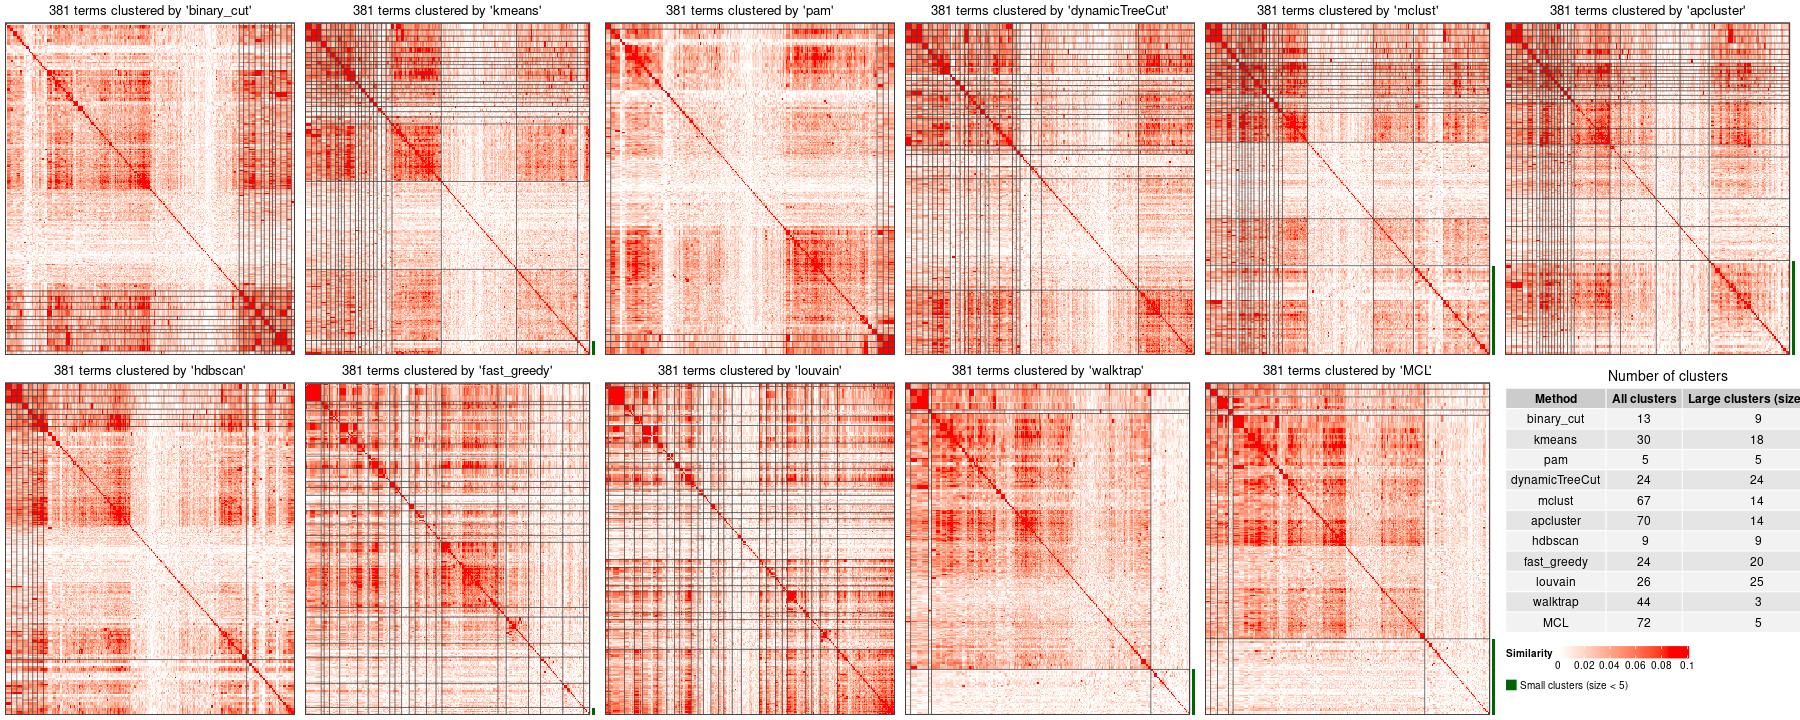 381 terms clustered by 'binary_cut'
381 terms clustered by 'kmeans'
381 terms clustered by 'pam'
381 terms clustered by 'dynamicTreeCut'
381 terms clustered by 'mclust'
381 terms clustered by 'apcluster'
381 terms clustered by 'hdbscan'
381 terms clustered by 'fast_greedy'
381 terms clustered by 'louvain'
381 terms clustered by 'walktrap'
381 terms clustered by 'MCL'
Number of clusters
Method All clusters Large clusters (size
binary_cut 13 9
kmeans 30 18
pam 5 5
dynamicTreeCut 24 24
mclust 67 14
apcluster 70 14
hdbscan 9 9
fast_greedy 24 20
louvain 26 25
walktrap 44 3
MCL 72 5
Similarity
0 0.02 0.04 0.06 0.08 0.1
Small clusters (size < 5)